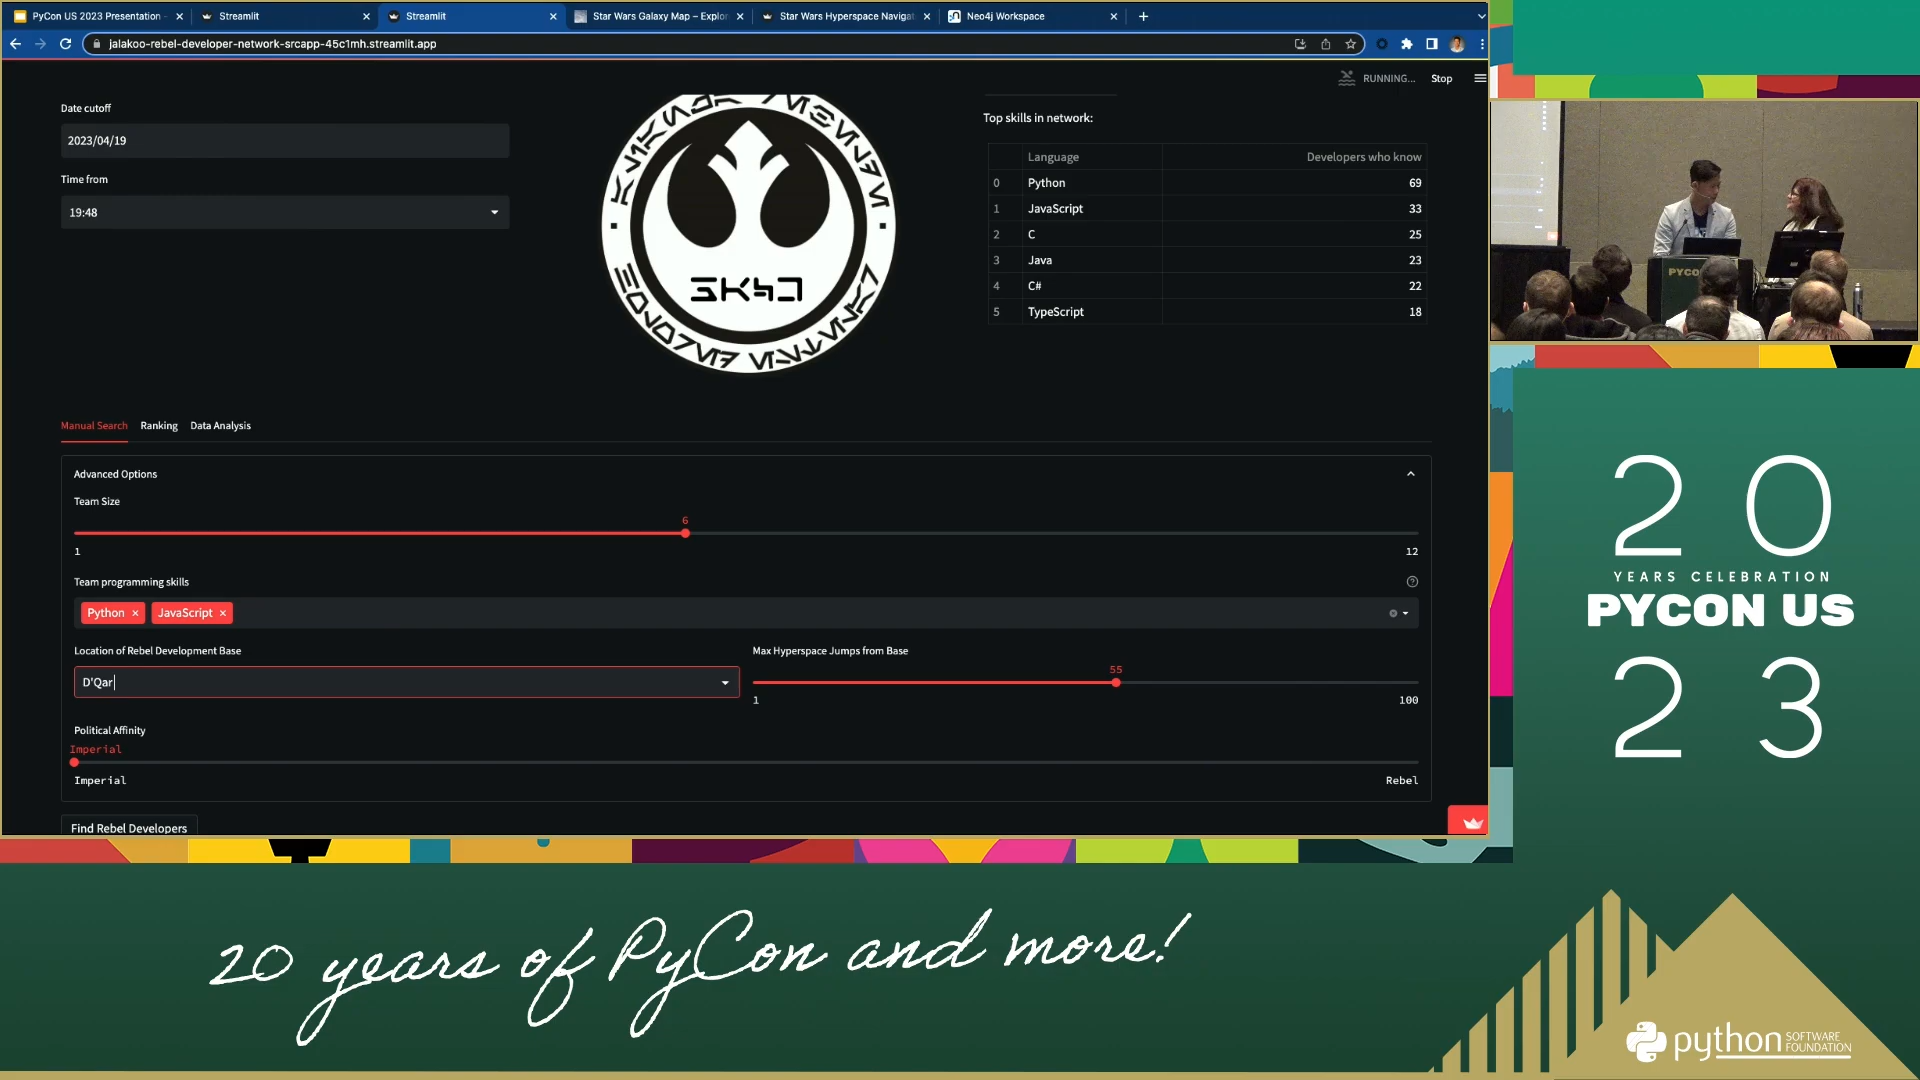 PyCon US 2023 Presentation
Streamlit
Streamlit
Star Wars Galaxy Map – Explor
Star Wars Hyperspace Navigat
Neo4j Workspace
jalakoo-rebel-developer-network-srcapp-45c1mh.streamlit.app
RUNNING...
Stop
Date cutoff
2023/04/19
Time from
19:48
Top skills in network:
Language Developers who know
0 Python 69
1 JavaScript 33
2 C 25
3 Java 23
4 C# 22
5 TypeScript 18
Manual Search Ranking Data Analysis
Advanced Options
Team Size
6
1 12
Team programming skills
Python × JavaScript ×
Location of Rebel Development Base
D'Qar
Max Hyperspace Jumps from Base
55
1 100
Political Affinity
Imperial
Imperial Rebel
Find Rebel Developers
PYCO
20
YEARS CELEBRATION
PYCON US
23
20 years of PyCon and more!
python
SOFTWARE
FOUNDATION